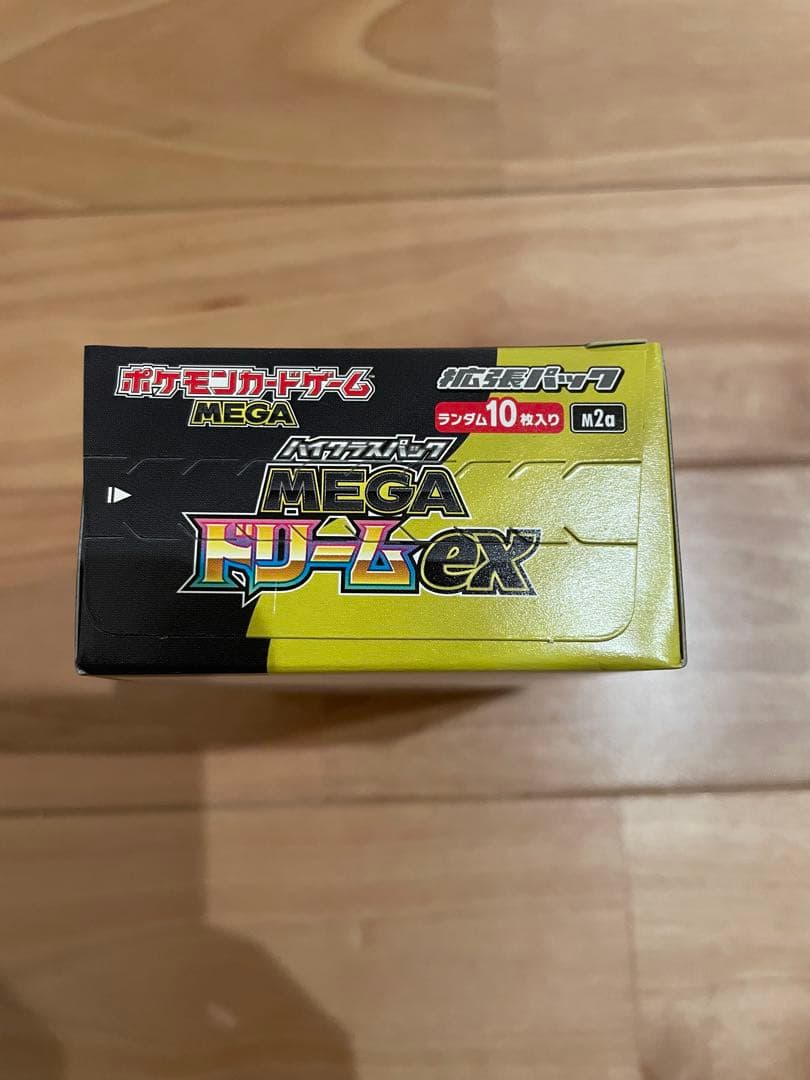 ポケモンカードゲーム
MEGA
拡張パック
ランダム10枚入り M2a
ハイクラスパック
MEGA
ドリームex